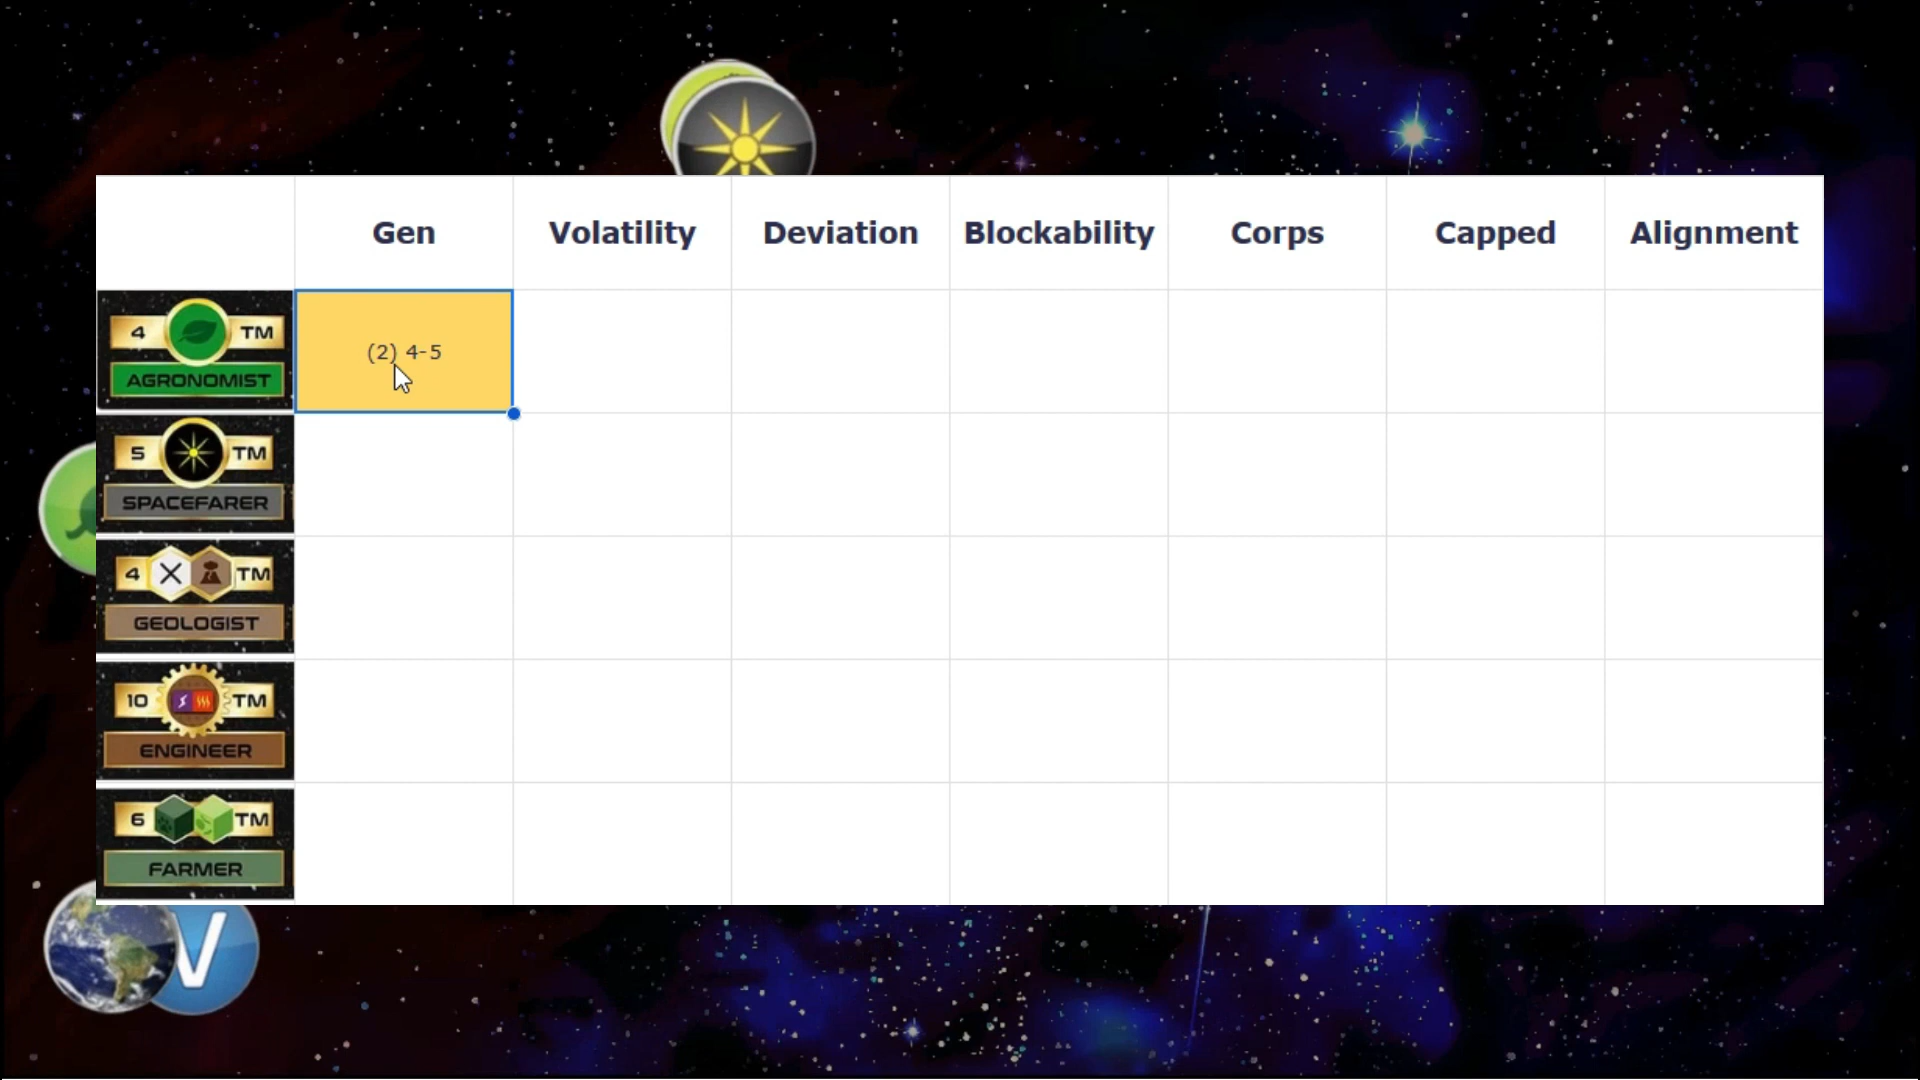 Gen Volatility Deviation Blockability Corps Capped Alignment
4 TM
AGRONOMIST
(2) 4-5
5 TM
SPACEFARER
4 TM
GEOLOGIST
10 TM
ENGINEER
6 TM
FARMER
V